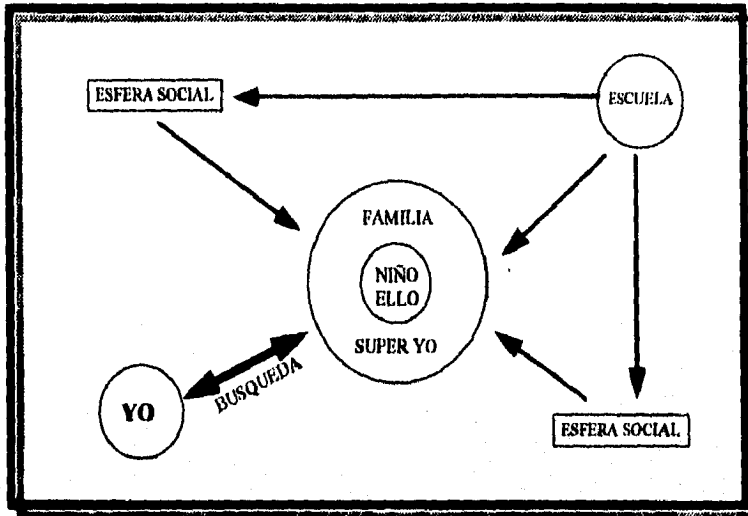 ESFERA SOCIAL
ESCUELA
FAMILIA
NIÑO
ELLO
SUPER YO
BUSQUEDA
YO
ESFERA SOCIAL